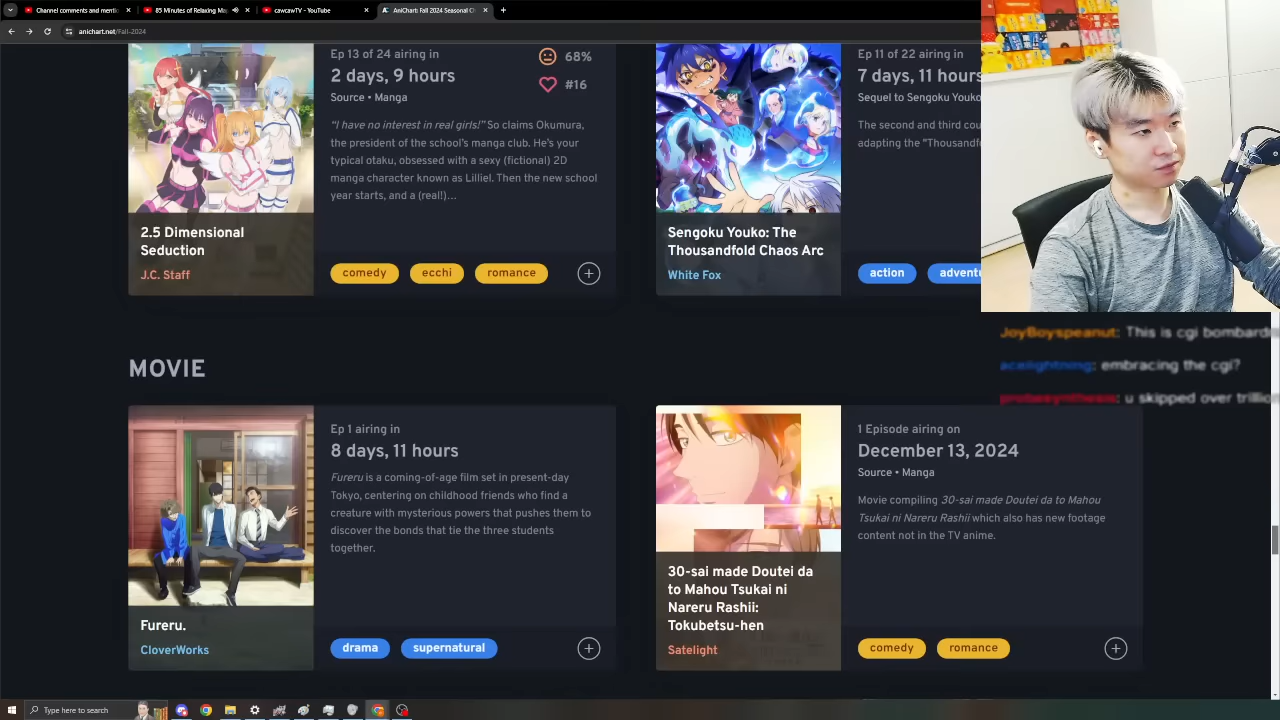 Channel comments and mentio
85 Minutes of Relaxing Ma
cawcawTV - YouTube
AniChart: Fall 2024 Seasonal C
anichart.net/Fall-2024
Ep 13 of 24 airing in
2 days, 9 hours
Source • Manga
68%
#16
“I have no interest in real girls!” So claims Okumura,
the president of the school's manga club. He's your
typical otaku, obsessed with a sexy (fictional) 2D
manga character known as Lilliel. Then the new school
year starts, and a (real!)...
2.5 Dimensional
Seduction
J.C. Staff
comedy
ecchi
romance
Ep 11 of 22 airing in
7 days, 11 hours
Sequel to Sengoku Youko
The second and third cou
adapting the "Thousandf
Sengoku Youko: The
Thousandfold Chaos Arc
White Fox
action
adventu
JoyBoyspeanut: This is cgi bombard
acelightning: embracing the cgi?
u skipped over trillio
MOVIE
Ep 1 airing in
8 days, 11 hours
Fureru is a coming-of-age film set in present-day
Tokyo, centering on childhood friends who find a
creature with mysterious powers that pushes them to
discover the bonds that tie the three students
together.
Fureru.
CloverWorks
drama
supernatural
1 Episode airing on
December 13, 2024
Source • Manga
Movie compiling 30-sai made Doutei da to Mahou
Tsukai ni Nareru Rashii which also has new footage
content not in the TV anime.
30-sai made Doutei da
to Mahou Tsukai ni
Nareru Rashii:
Tokubetsu-hen
Satelight
comedy
romance
Type here to search